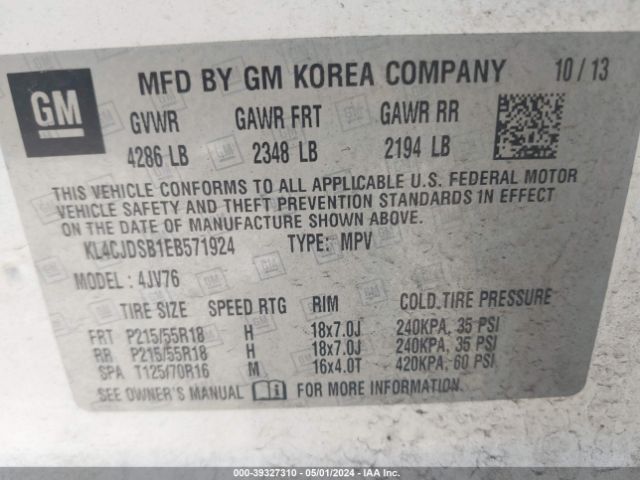 GM
MFD BY GM KOREA COMPANY 10/13
GVWR GAWR FRT GAWR RR
4286 LB 2348 LB 2194 LB
THIS VEHICLE CONFORMS TO ALL APPLICABLE U.S. FEDERAL MOTOR
VEHICLE SAFETY AND THEFT PREVENTION STANDARDS IN EFFECT
ON THE DATE OF MANUFACTURE SHOWN ABOVE.
KL4CJDSB1EB571924 TYPE: MPV
MODEL: 4JV76
TIRE SIZE SPEED RTG RIM COLD TIRE PRESSURE
FRT P215/55R18 H 18x7.0J 240KPA, 35 PSI
RR P215/55R18 H 18x7.0J 240KPA, 35 PSI
SPA T125/70R16 M 16x4.0T 420KPA, 60 PSI
SEE OWNER'S MANUAL FOR MORE INFORMATION
000-39327310 - 05/01/2024 - IAA Corp.